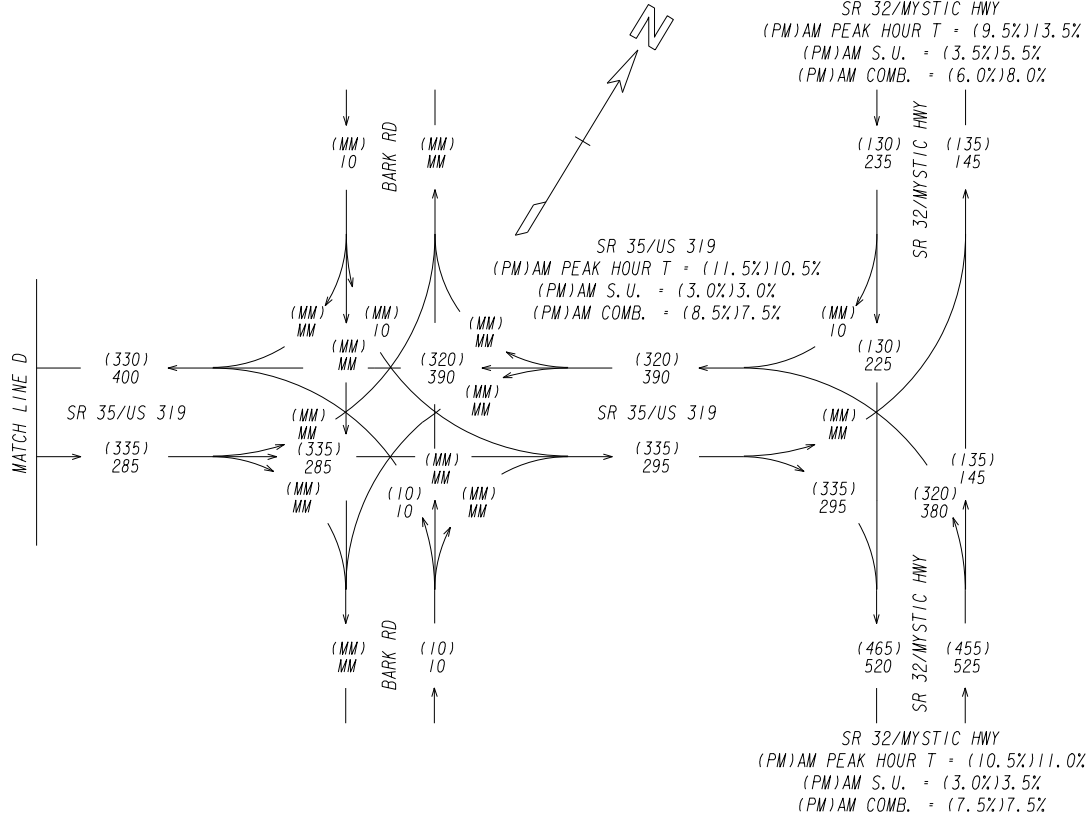 SR 32/MYSTIC HWY
(PM)AM PEAK HOUR T = (9.5%)13.5%
(PM)AM S.U. = (3.5%)5.5%
(PM)AM COMB. = (6.0%)8.0%
N
(MM)
10
BARK RD
(MM)
MM
(130)
235
SR 32/MYSTIC HWY
(135)
145
SR 35/US 319
(PM)AM PEAK HOUR T = (11.5%)10.5%
(PM)AM S.U. = (3.0%)3.0%
(PM)AM COMB. = (8.5%)7.5%
(MM)
MM
(MM)
10
(MM)
MM
(MM)
MM
(MM)
10
(130)
225
MATCH LINE D
(330)
400
(320)
390
(MM)
MM
(320)
390
SR 35/US 319
(MM)
MM
SR 35/US 319
(MM)
MM
(335)
285
(335)
285
(MM)
MM
(335)
295
(135)
145
(MM)
MM
(10)
10
(MM)
MM
(335)
295
(320)
380
(MM)
MM
BARK RD
(10)
10
(465)
520
SR 32/MYSTIC HWY
(455)
525
SR 32/MYSTIC HWY
(PM)AM PEAK HOUR T = (10.5%)11.0%
(PM)AM S.U. = (3.0%)3.5%
(PM)AM COMB. = (7.5%)7.5%